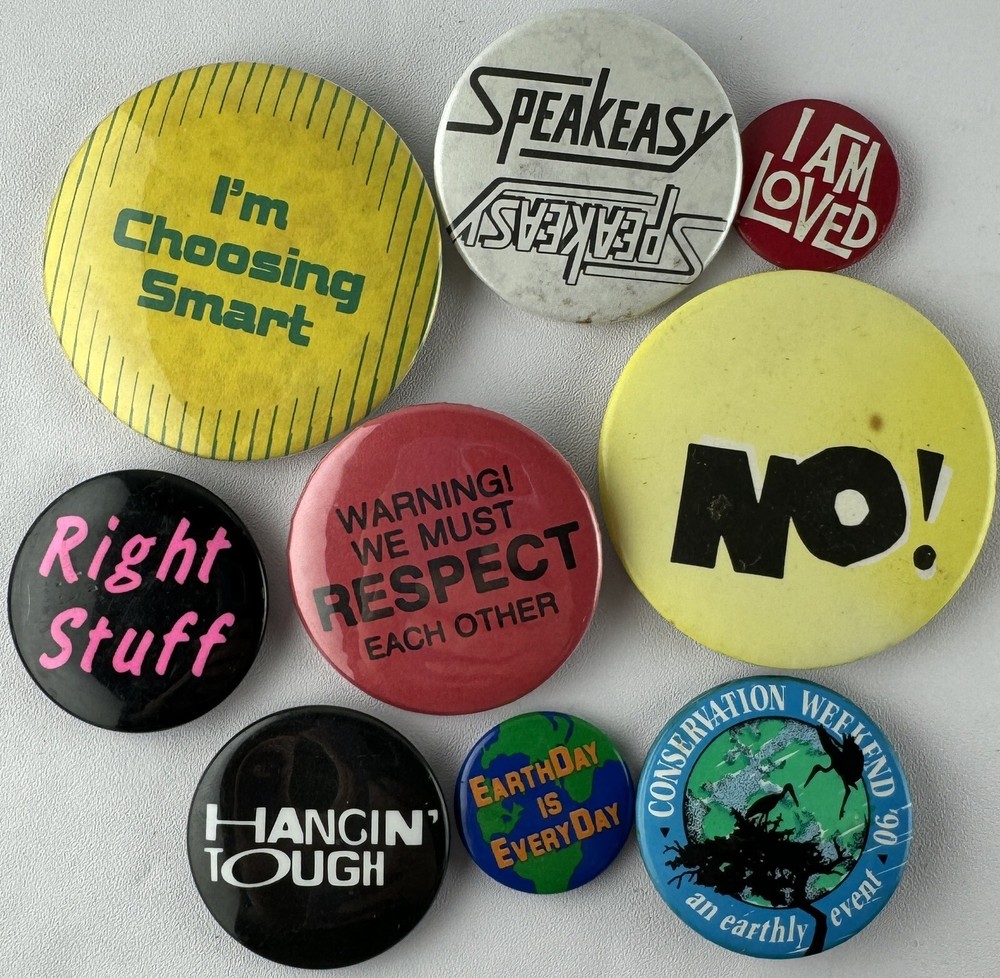 I'm
Choosing
Smart
SPEAKEASY
SPEAKEASY
I AM
LOVED
NO!
Right
Stuff
WARNING!
WE MUST
RESPECT
EACH OTHER
HANGIN'
TOUGH
EARTHDAY
IS
EVERYDAY
CONSERVATION WEEKEND '90
an earthly event